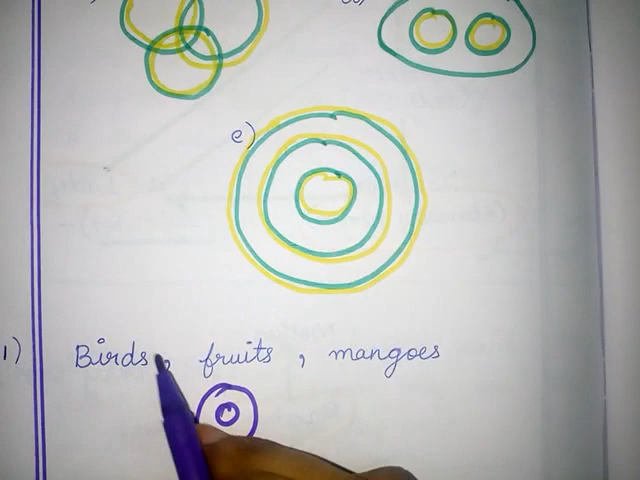 e)
1) Birds, fruits, mangoes